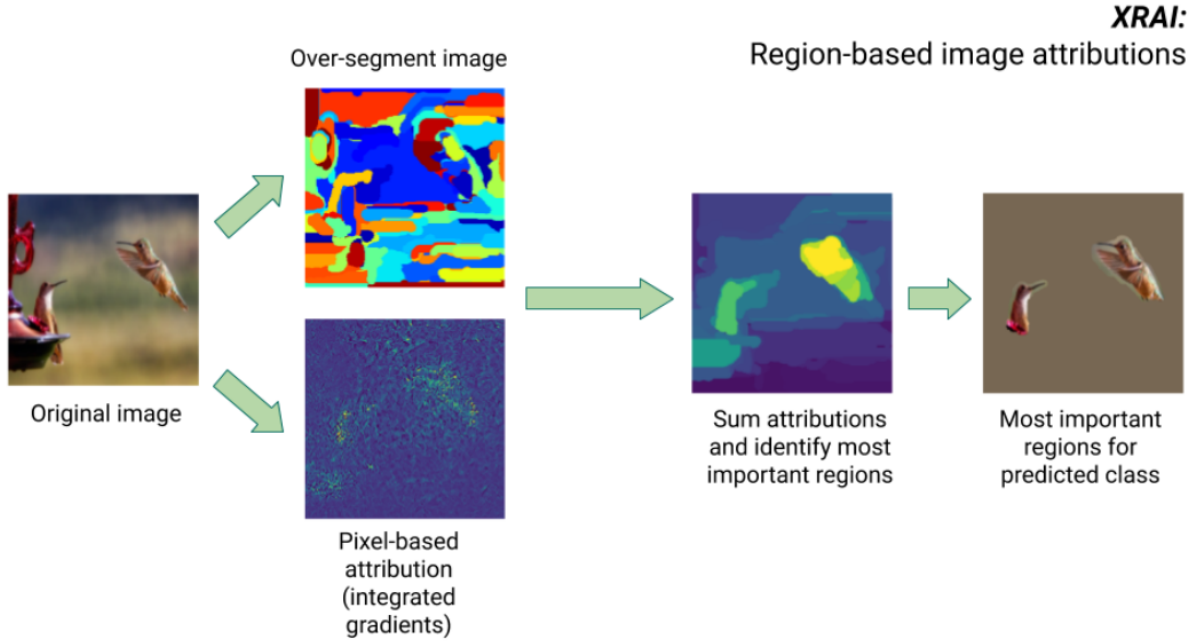 XRAI:
Region-based image attributions
Over-segment image
Original image
Pixel-based
attribution
(integrated
gradients)
Sum attributions
and identify most
important regions
Most important
regions for
predicted class